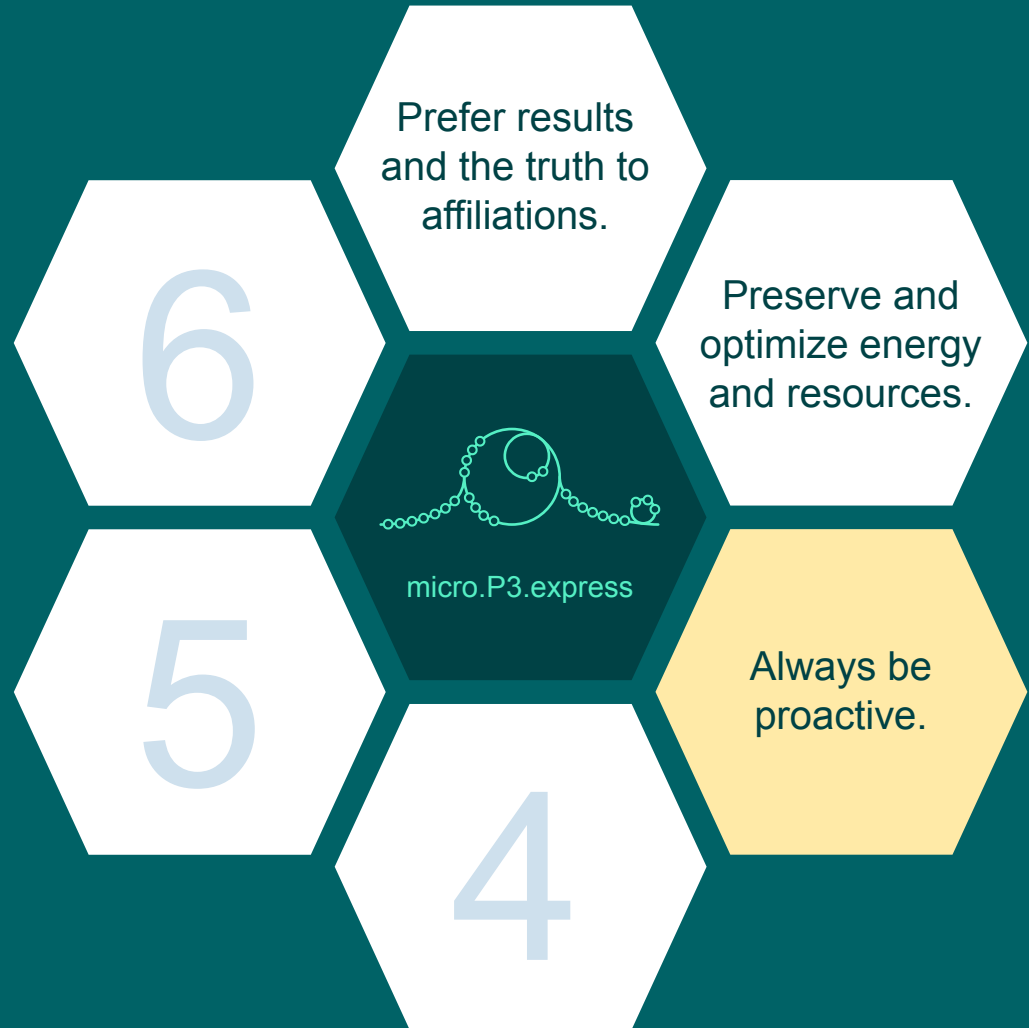 Prefer results
and the truth to
affiliations.
Preserve and
optimize energy
and resources.
Always be
proactive.
4
5
6
micro.P3.express